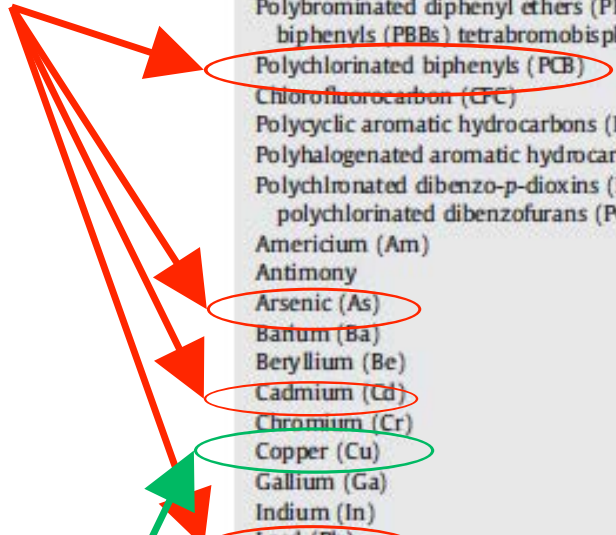 Polybrominated diphenyl ethers
biphenyls (PBBs) tetrabromobisp
Polychlorinated biphenyls (PCB)
Chlorofluorocarbon (CFC)
Polycyclic aromatic hydrocarbons (
Polyhalogenated aromatic hydrocar
Polychlronated dibenzo-p-dioxins (
polychlorinated dibenzofurans (P
Americium (Am)
Antimony
Arsenic (As)
Barium (Ba)
Beryllium (Be)
Cadmium (Cd)
Chromium (Cr)
Copper (Cu)
Gallium (Ga)
Indium (In)